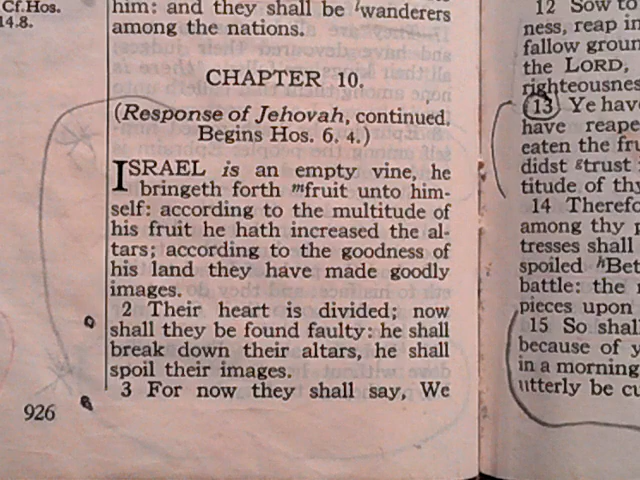 Cf.Hos.
14.8.
him: and they shall be lwanderers
among the nations.
CHAPTER 10.
(Response of Jehovah, continued.
Begins Hos. 6. 4.)
ISRAEL is an empty vine, he
bringeth forth mfruit unto him-
self: according to the multitude of
his fruit he hath increased the al-
tars; according to the goodness of
his land they have made goodly
images.
2 Their heart is divided; now
shall they be found faulty: he shall
break down their altars, he shall
spoil their images.
3 For now they shall say, We
926
12 Sow to
ness, reap in
fallow groun
the LORD,
righteousnes
13 Ye have
have reape
eaten the fru
didst gtrust i
titude of thy
14 Therefo
among thy p
tresses shall
spoiled hBet
battle: the m
pieces upon
15 So shal
because of y
in a morning
utterly be cu